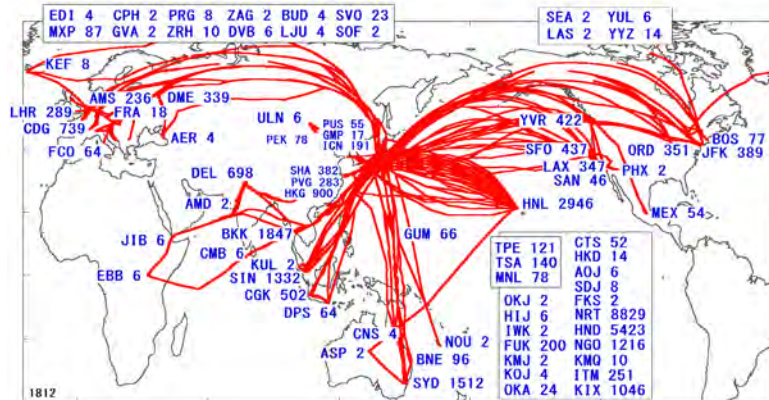 EDI 4 CPH 2 PRG 8 ZAG 2 BUD 4 SVO 23
MXP 87 GVA 2 ZRH 10 DVB 6 LJU 4 SOF 2
SEA 2 YUL 6
LAS 2 YYZ 14
KEF 8
AMS 236
DME 339
LHR 289
FRA 18
CDG 739
FCO 64
AER 4
ULN 6
PUS 55
GMP 17
PEK 78
ICN 191
YVR 422
BOS 77
SFO 437
ORD 351
JFK 389
DEL 698
SHA 382
PVG 283
HKG 900
LAX 347
PHX 2
SAN 46
AMD 2
HNL 2946
MEX 54
JIB 6
BKK 1847
GUM 66
CMB 6
EBB 6
KUL 2
SIN 1332
CGK 502
DPS 64
TPE 121
TSA 140
MNL 78
CTS 52
HKD 14
AOJ 6
SDJ 8
OKJ 2 FKS 2
HIJ 6 NRT 8829
IWK 2 HND 5423
FUK 200 NGO 1216
KMJ 2 KMQ 10
KOJ 4 ITM 251
OKA 24 KIX 1046
CNS 4
NOU 2
ASP 2
BNE 96
SYD 1512
1812